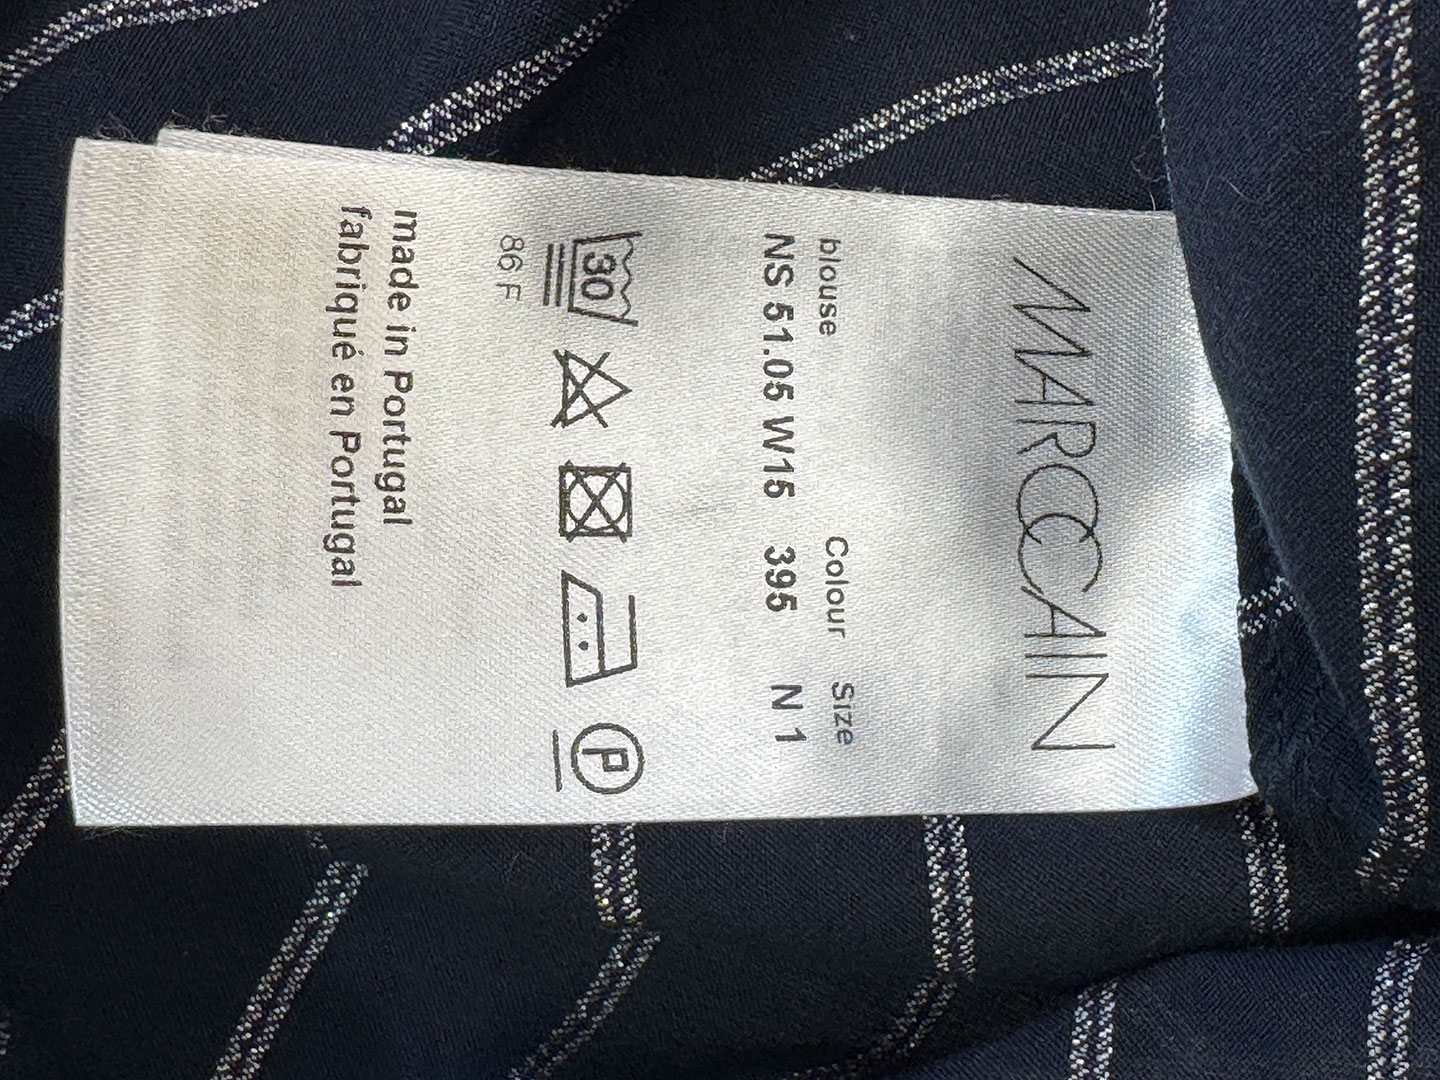 MARCCAIN
blouse Colour Size
NS 51.05 W15 395 N 1
30 P
86 F
made in Portugal
fabriqué en Portugal